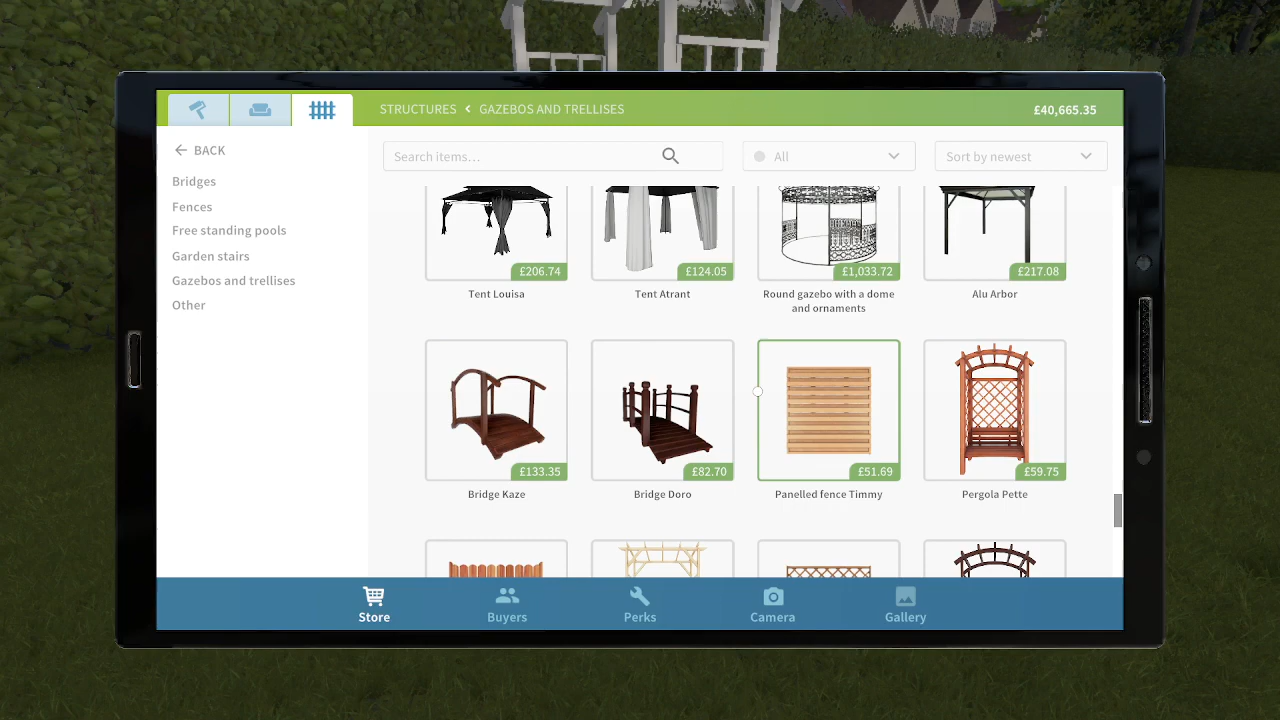 STRUCTURES < GAZEBOS AND TRELLISES
£40,665.35
BACK
Bridges
Fences
Free standing pools
Garden stairs
Gazebos and trellises
Other
Search items...
All
Sort by newest
£206.74
£124.05
£1,033.72
£217.08
Tent Louisa
Tent Atrant
Round gazebo with a dome
and ornaments
Alu Arbor
£133.35
£82.70
£51.69
£59.75
Bridge Kaze
Bridge Doro
Panelled fence Timmy
Pergola Pette
Store
Buyers
Perks
Camera
Gallery